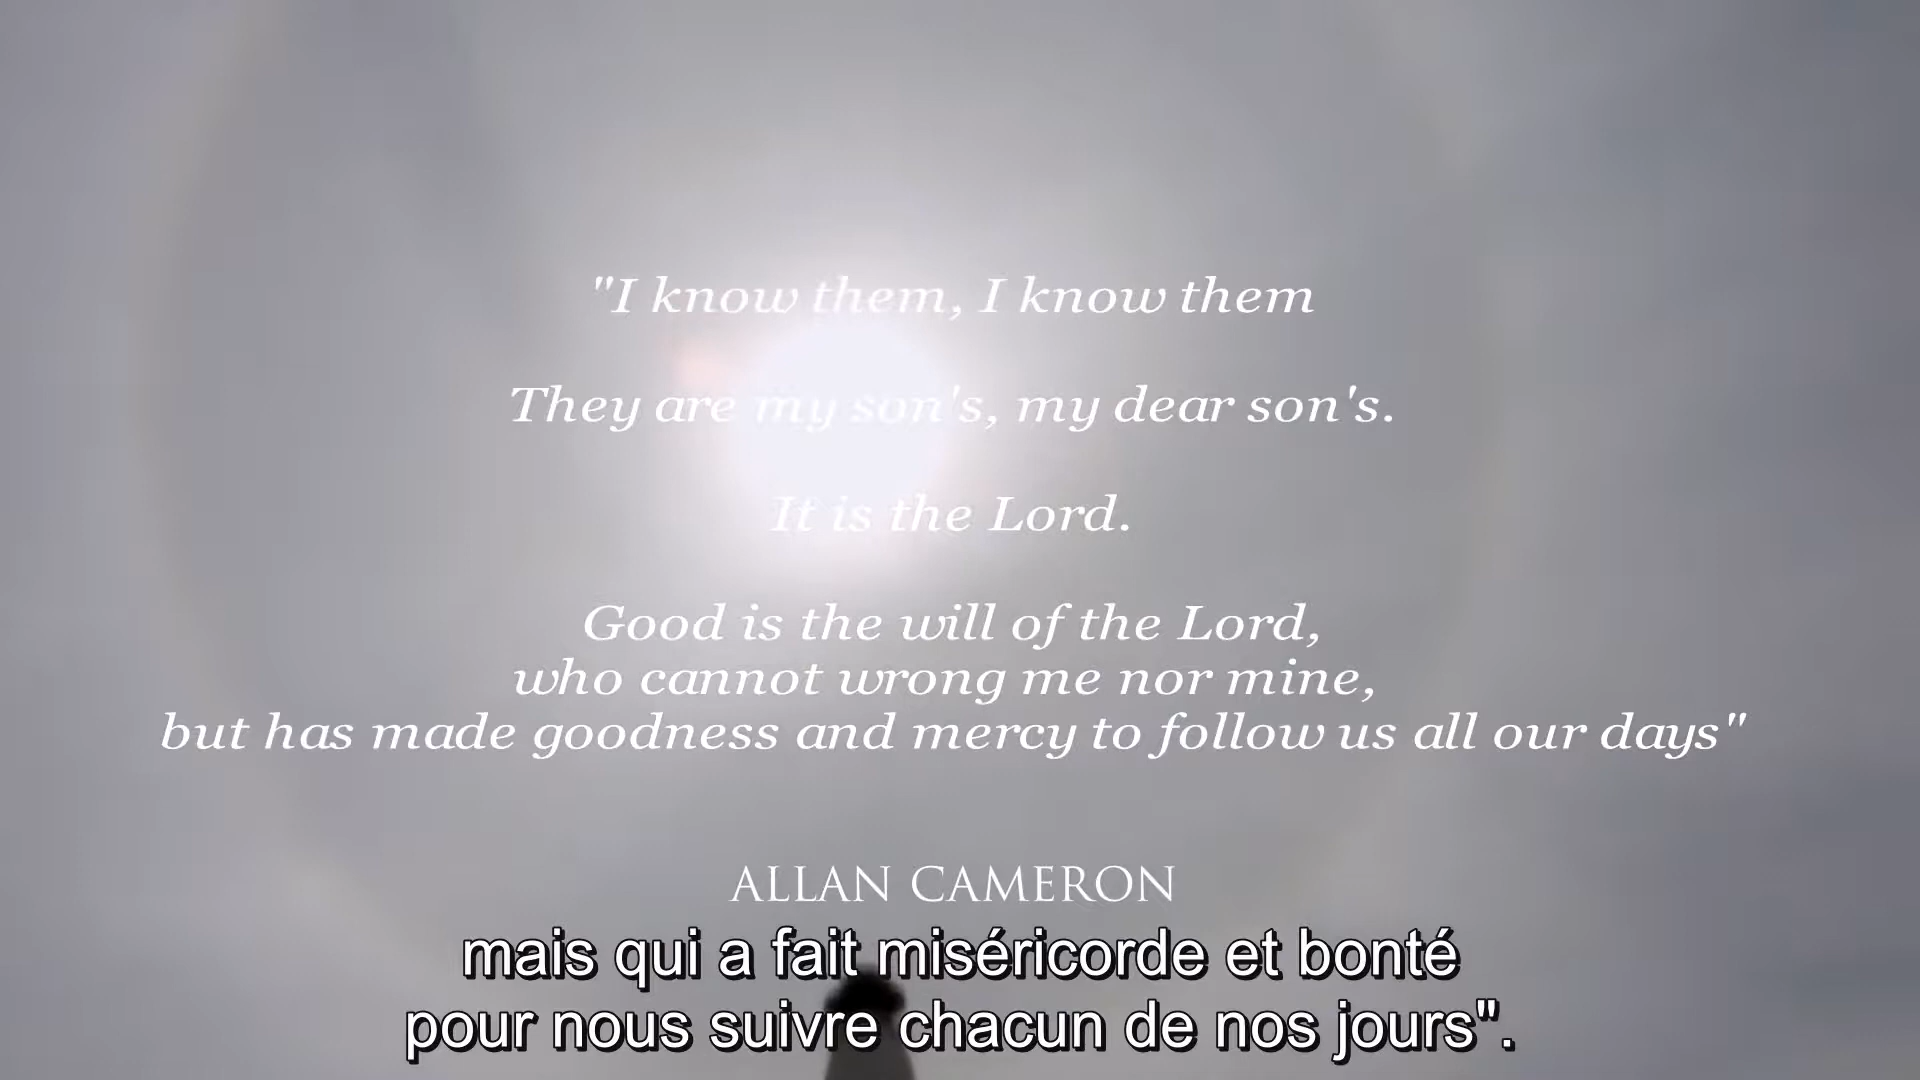 "I know them, I know them
They are my son's, my dear son's.
It is the Lord.
Good is the will of the Lord,
who cannot wrong me nor mine,
but has made goodness and mercy to follow us all our days"
ALLAN CAMERON
mais qui a fait miséricorde et bonté
pour nous suivre chacun de nos jours".